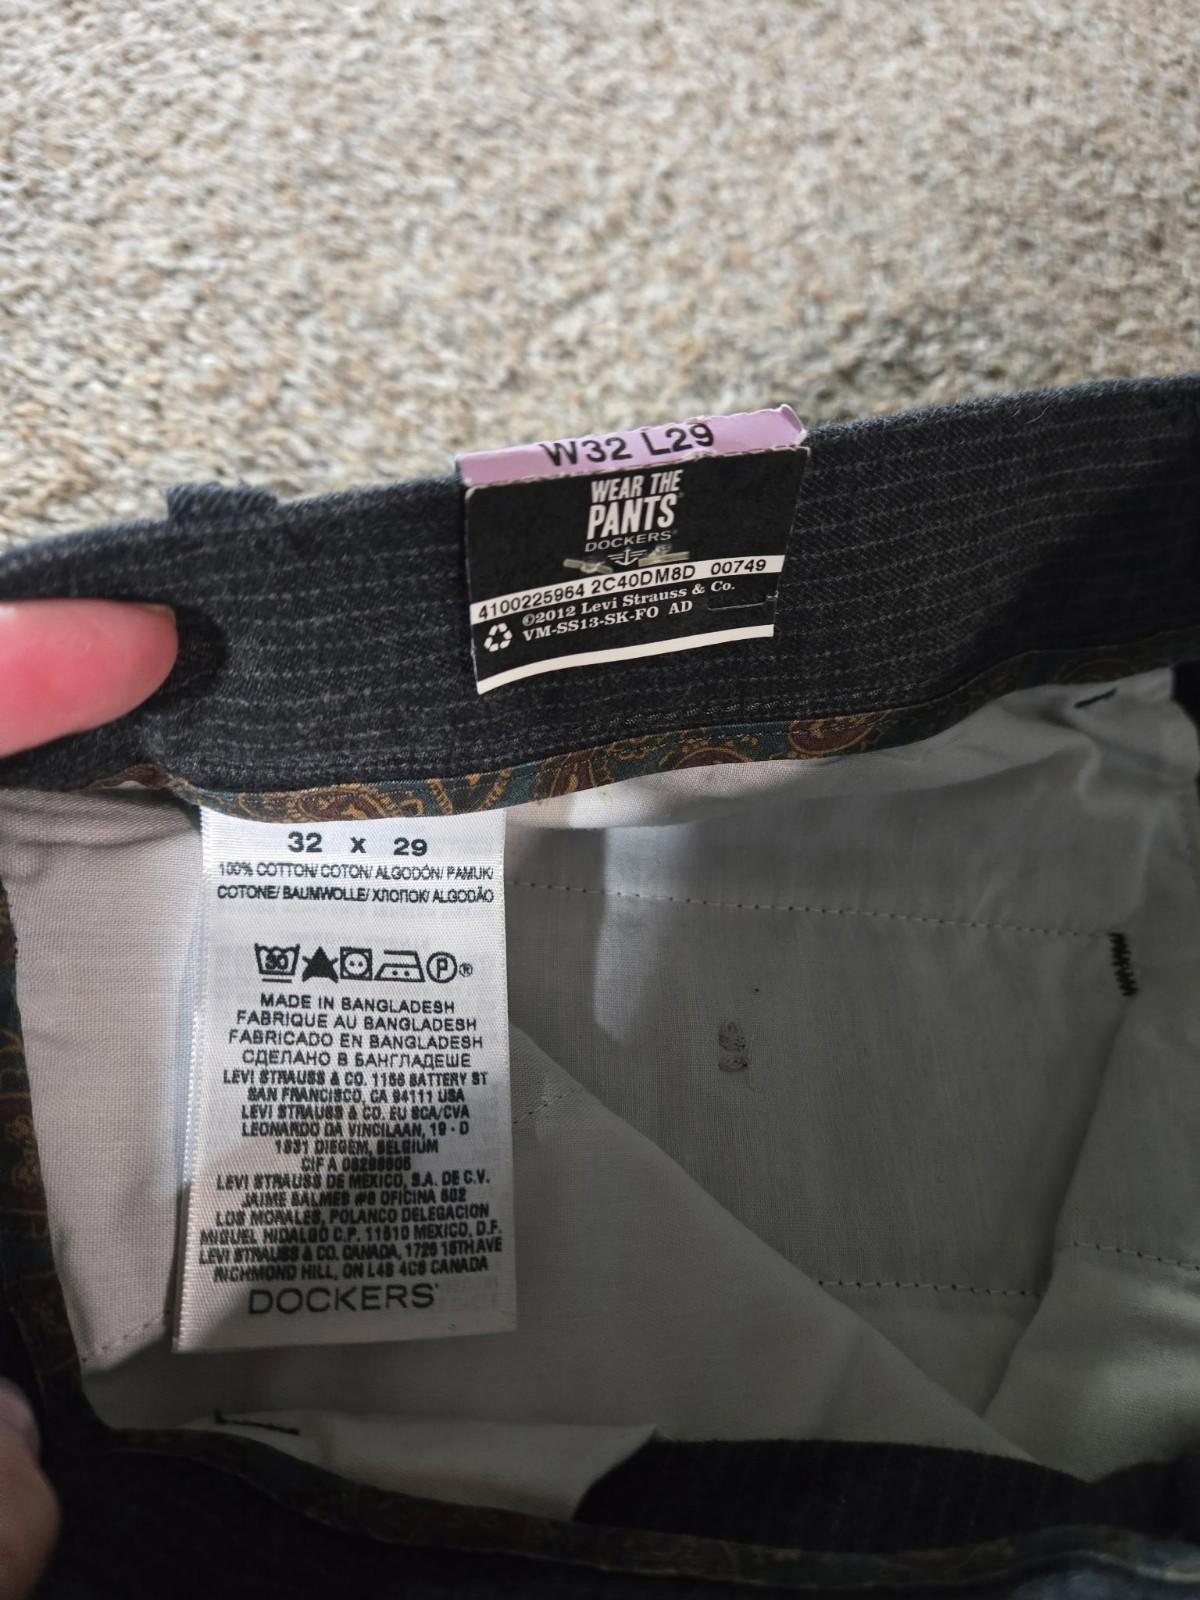 W32 L29
WEAR THE
PANTS
DOCKERS®
4100225964 2C40DM8D 00749
©2012 Levi Strauss & Co.
VM-SS13-SK-FO AD
32 x 29
100% COTTON/ COTON/ ALGODÓN/ PAMUK/
COTONE/ BAUMWOLLE/ ХЛОПОК/ ALGODÃO
30 P ®
MADE IN BANGLADESH
FABRIQUE AU BANGLADESH
FABRICADO EN BANGLADESH
СДЕЛАНО В БАНГЛАДЕШЕ
LEVI STRAUSS & CO. 1155 BATTERY ST
SAN FRANCISCO, CA 94111 USA
LEVI STRAUSS & CO. EU SCA/CVA
LEONARDO DA VINCILAAN, 19 - D
1831 DIEGEM, BELGIUM
CIF A
LEVI STRAUSS DE MEXICO, S.A. DE C.V.
JAIME BALMES #8 OFICINA 602
LOS MORALES, POLANCO DELEGACION
MIGUEL HIDALGO C.P. 11510 MEXICO, D.F.
LEVI STRAUSS & CO. CANADA, 1725 16TH AVE
RICHMOND HILL, ON L4B 4C6 CANADA
DOCKERS®